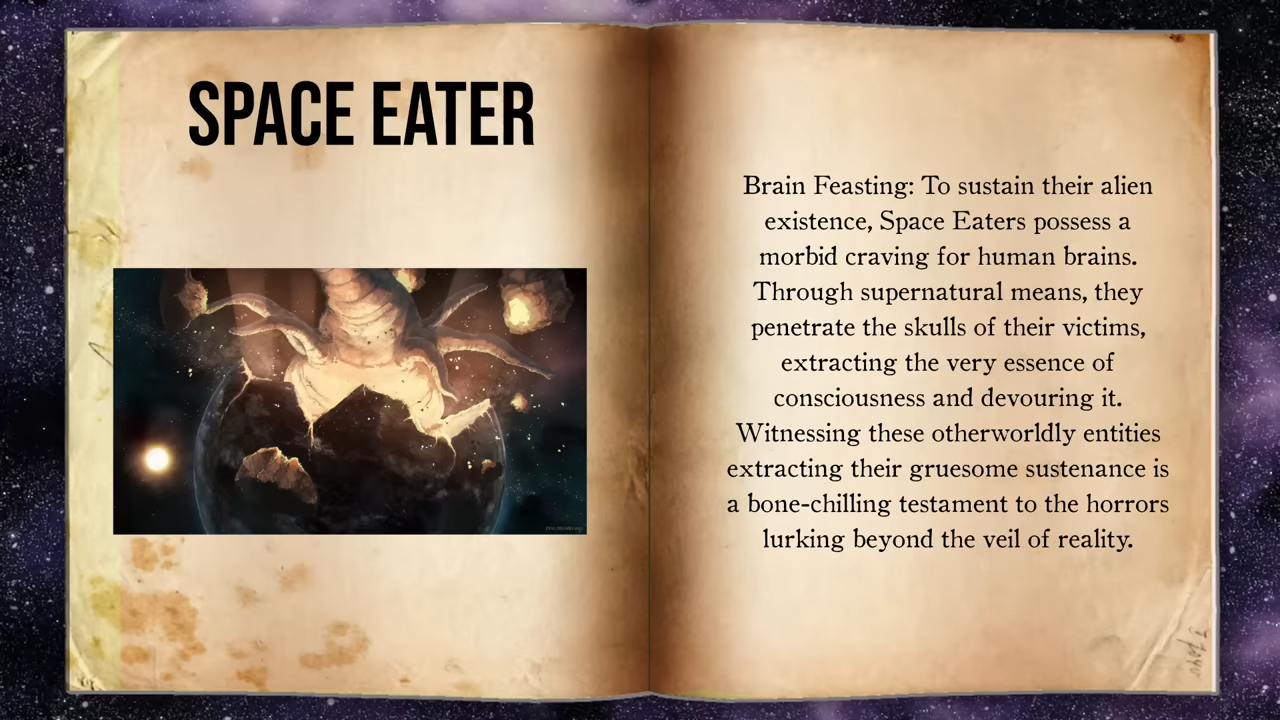 SPACE EATER
Brain Feasting: To sustain their alien
existence, Space Eaters possess a
morbid craving for human brains.
Through supernatural means, they
penetrate the skulls of their victims,
extracting the very essence of
consciousness and devouring it.
Witnessing these otherworldly entities
extracting their gruesome sustenance is
a bone-chilling testament to the horrors
lurking beyond the veil of reality.